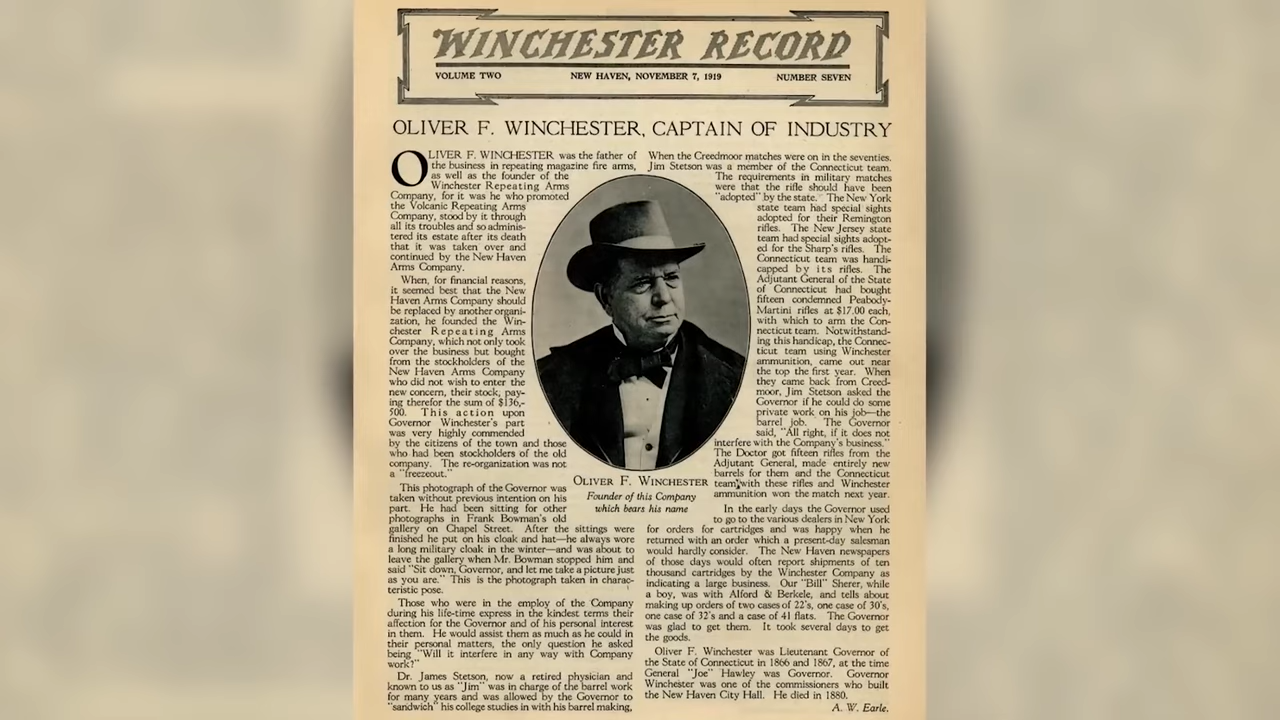 WINCHESTER RECORD
VOLUME TWO
NEW HAVEN, NOVEMBER 7, 1919
NUMBER SEVEN
OLIVER F. WINCHESTER, CAPTAIN OF INDUSTRY
OLIVER F. WINCHESTER was the father of
the business in repeating magazine fire arms,
as well as the founder of the
Winchester Repeating Arms
Company, for it was he who promoted
the Volcanic Repeating Arms
Company, stood by it through
all its troubles and so adminis-
tered its estate after its death
that it was taken over and
continued by the New Haven
Arms Company.
When, for financial reasons,
it seemed best that the New
Haven Arms Company should
be replaced by another organi-
zation, he founded the Win-
chester Repeating Arms
Company, which not only took
over the business but bought
from the stockholders of the
New Haven Arms Company
who did not wish to enter the
new concern, their stock, pay-
ing therefor the sum of $136,-
500. This action upon
Governor Winchester's part
was very highly commended
by the citizens of the town and those
who had been stockholders of the old
company. The re-organization was not
a "freezeout."
This photograph of the Governor was
taken without previous intention on his
part. He had been sitting for other
photographs in Frank Bowman's old
gallery on Chapel Street. After the sittings were
finished he put on his cloak and hat—he always wore
a long military cloak in the winter—and was about to
leave the gallery when Mr. Bowman stopped him and
said "Sit down, Governor, and let me take a picture just
as you are." This is the photograph taken in charac-
teristic pose.
Those who were in the employ of the Company
during his life-time express in the kindest terms their
affection for the Governor and of his personal interest
in them. He would assist them as much as he could in
their personal matters, the only question he asked
being "Will it interfere in any way with Company
work?"
Dr. James Stetson, now a retired physician and
known to us as "Jim" was in charge of the barrel work
for many years and was allowed by the Governor to
"sandwich" his college studies in with his barrel making,
OLIVER F. WINCHESTER
Founder of this Company
which bears his name
When the Creedmoor matches were on in the seventies.
Jim Stetson was a member of the Connecticut team.
The requirements in military matches
were that the rifle should have been
"adopted" by the state. The New York
state team had special sights
adopted for their Remington
rifles. The New Jersey state
team had special sights adopt-
ed for the Sharp's rifles. The
Connecticut team was handi-
capped by its rifles. The
Adjutant General of the State
of Connecticut had bought
fifteen condemned Peabody-
Martini rifles at $17.00 each,
with which to arm the Con-
necticut team. Notwithstand-
ing this handicap, the Connec-
ticut team using Winchester
ammunition, came out near
the top the first year. When
they came back from Creed-
moor, Jim Stetson asked the
Governor if he could do some
private work on his job—the
barrel job. The Governor
said, "All right, if it does not
interfere with the Company's business."
The Doctor got fifteen rifles from the
Adjutant General, made entirely new
barrels for them and the Connecticut
team with these rifles and Winchester
ammunition won the match next year.
In the early days the Governor used
to go to the various dealers in New York
for orders for cartridges and was happy when he
returned with an order which a present-day salesman
would hardly consider. The New Haven newspapers
of those days would often report shipments of ten
thousand cartridges by the Winchester Company as
indicating a large business. Our "Bill" Sherer, while
a boy, was with Alford & Berkele, and tells about
making up orders of two cases of 22's, one case of 30's,
one case of 32's and a case of 41 flats. The Governor
was glad to get them. It took several days to get
the goods.
Oliver F. Winchester was Lieutenant Governor of
the State of Connecticut in 1866 and 1867, at the time
General "Joe" Hawley was Governor. Governor
Winchester was one of the commissioners who built
the New Haven City Hall. He died in 1880.
A. W. Earle.